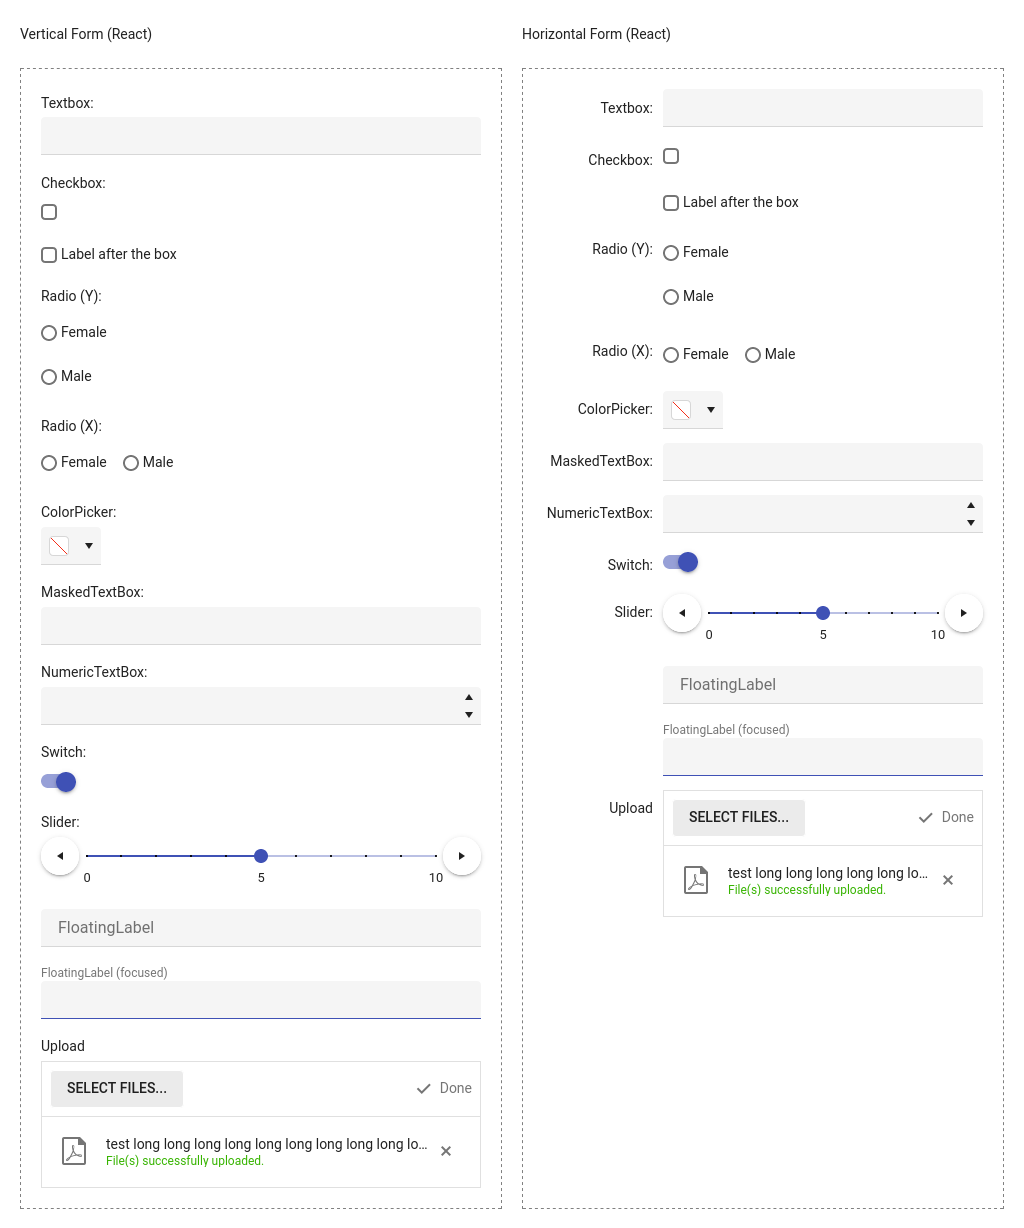 Vertical Form (React)
Textbox:
Checkbox:
Label after the box
Radio (Y):
Female
Male
Radio (X):
Female Male
ColorPicker:
MaskedTextBox:
NumericTextBox:
Switch:
Slider:
0 5 10
FloatingLabel
FloatingLabel (focused)
Upload
SELECT FILES... Done
test long long long long long long long long long lo...
File(s) successfully uploaded.
Horizontal Form (React)
Textbox:
Checkbox:
Label after the box
Radio (Y): Female
Male
Radio (X): Female Male
ColorPicker:
MaskedTextBox:
NumericTextBox:
Switch:
Slider:
0 5 10
FloatingLabel
FloatingLabel (focused)
Upload SELECT FILES... Done
test long long long long long lo...
File(s) successfully uploaded.